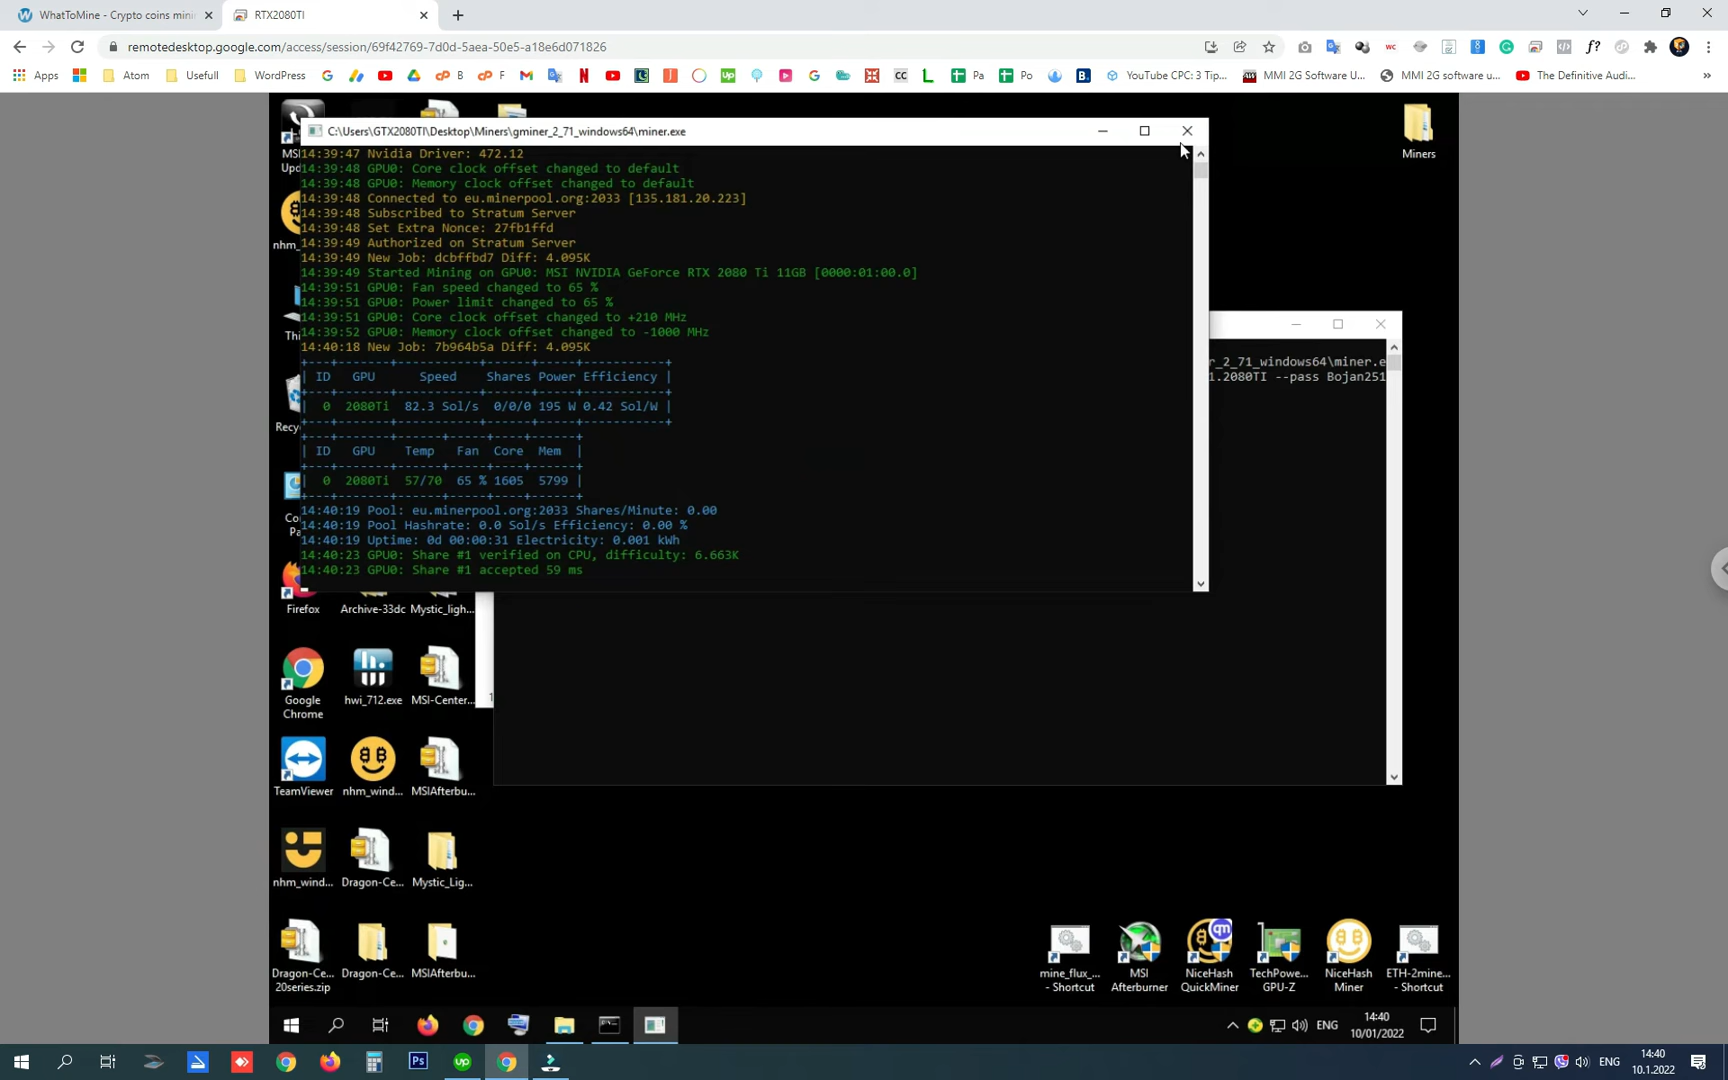 WhatToMine - Crypto coins mini
RTX2080TI
remotedesktop.google.com/access/session/69f42769-7d0d-5aea-50e5-a18e6d071826
Apps
Atom
Usefull
WordPress
B
F
Pa
Po
YouTube CPC: 3 Tip...
MMI 2G Software U...
MMI 2G software u...
The Definitive Audi...
C:\Users\GTX2080TI\Desktop\Miners\gminer_2_71_windows64\miner.exe
14:39:47 Nvidia Driver: 472.12
14:39:48 GPU0: Core clock offset changed to default
14:39:48 GPU0: Memory clock offset changed to default
14:39:48 Connected to eu.minerpool.org:2033 [135.181.20.223]
14:39:48 Subscribed to Stratum Server
14:39:48 Set Extra Nonce: 27fb1ffd
14:39:49 Authorized on Stratum Server
14:39:49 New Job: dcbffbd7 Diff: 4.095K
14:39:49 Started Mining on GPU0: MSI NVIDIA GeForce RTX 2080 Ti 11GB [0000:01:00.0]
14:39:51 GPU0: Fan speed changed to 65 %
14:39:51 GPU0: Power limit changed to 65 %
14:39:51 GPU0: Core clock offset changed to +210 MHz
14:39:52 GPU0: Memory clock offset changed to -1000 MHz
14:40:18 New Job: 7b964b5a Diff: 4.095K
+---+-------+----------+------+-----+-----------+
| ID GPU Speed Shares Power Efficiency |
+---+-------+----------+------+-----+-----------+
| 0 2080Ti 82.3 Sol/s 0/0/0 195 W 0.42 Sol/W |
+---+-------+----------+------+-----+-----------+
+---+-------+------+-----+----+------+
| ID GPU Temp Fan Core Mem |
+---+-------+------+-----+----+------+
| 0 2080Ti 57/70 65 % 1605 5799 |
+---+-------+------+-----+----+------+
14:40:19 Pool: eu.minerpool.org:2033 Shares/Minute: 0.00
14:40:19 Pool Hashrate: 0.0 Sol/s Efficiency: 0.00 %
14:40:19 Uptime: 0d 00:00:31 Electricity: 0.001 kWh
14:40:23 GPU0: Share #1 verified on CPU, difficulty: 6.663K
14:40:23 GPU0: Share #1 accepted 59 ms
r_2_71_windows64\miner.e
1.2080TI --pass Bojan251
Miners
MSI
Upd
nhm_
Thi
Recy
Co
Pa
Firefox
Archive-33dc
Mystic_ligh...
Google
Chrome
hwi_712.exe
MSI-Center...
TeamViewer
nhm_wind...
MSIAfterbu...
nhm_wind...
Dragon-Ce...
Mystic_Lig...
Dragon-Ce...
20series.zip
Dragon-Ce...
MSIAfterbu...
mine_flux_...
- Shortcut
MSI
Afterburner
NiceHash
QuickMiner
TechPowe...
GPU-Z
NiceHash
Miner
ETH-2mine...
- Shortcut
ENG
14:40
10/01/2022
ENG
14:40
10.1.2022